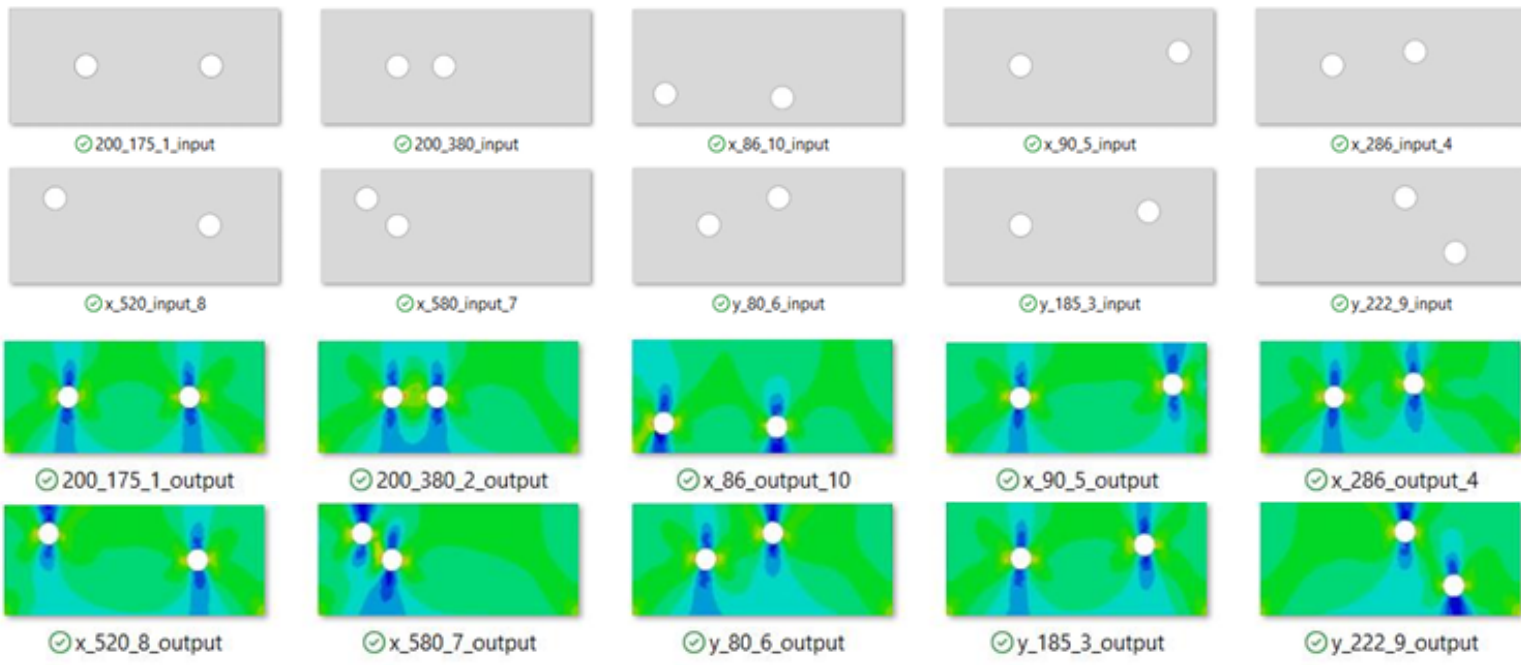 200_175_1_input
200_380_input
x_86_10_input
x_90_5_input
x_286_input_4
x_520_input_8
x_580_input_7
y_80_6_input
y_185_3_input
y_222_9_input
200_175_1_output
200_380_2_output
x_86_output_10
x_90_5_output
x_286_output_4
x_520_8_output
x_580_7_output
y_80_6_output
y_185_3_output
y_222_9_output